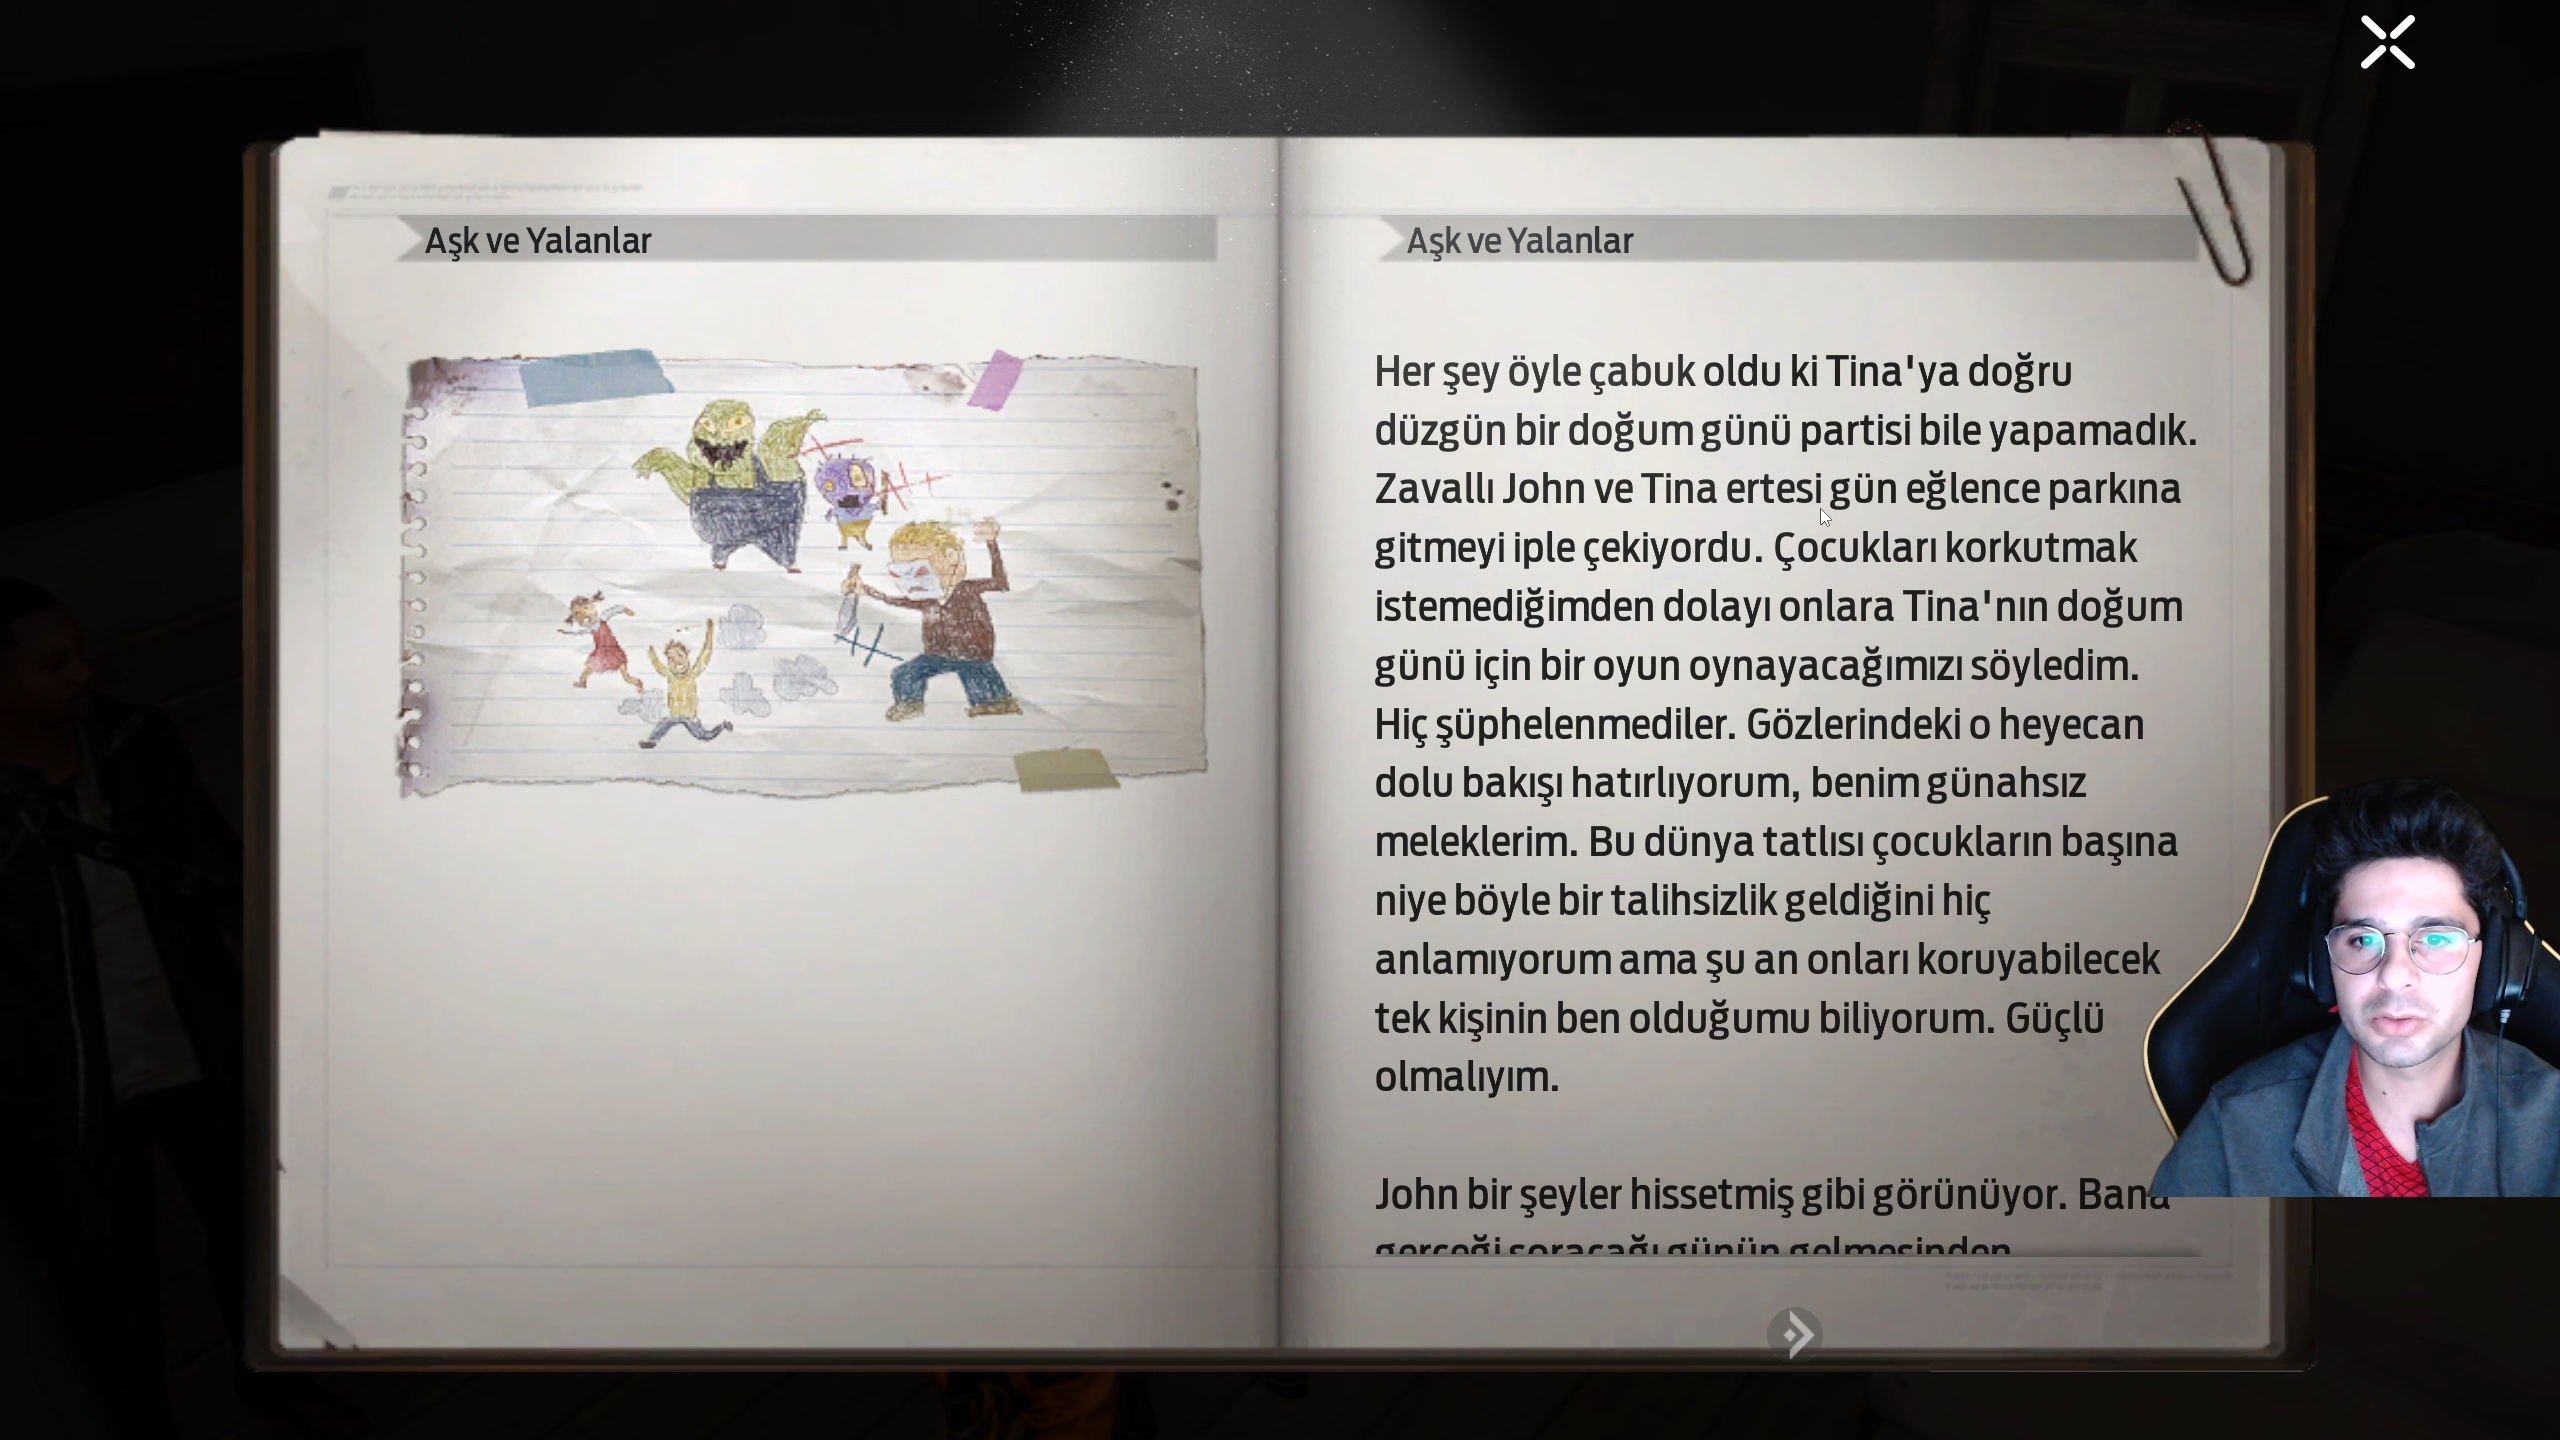 Aşk ve Yalanlar
Aşk ve Yalanlar
Her şey öyle çabuk oldu ki Tina'ya doğru
düzgün bir doğum günü partisi bile yapamadık.
Zavallı John ve Tina ertesi gün eğlence parkına
gitmeyi iple çekiyordu. Çocukları korkutmak
istemediğimden dolayı onlara Tina'nın doğum
günü için bir oyun oynayacağımızı söyledim.
Hiç şüphelenmediler. Gözlerindeki o heyecan
dolu bakışı hatırlıyorum, benim günahsız
meleklerim. Bu dünya tatlısı çocukların başına
niye böyle bir talihsizlik geldiğini hiç
anlamıyorum ama şu an onları koruyabilecek
tek kişinin ben olduğumu biliyorum. Güçlü
olmalıyım.
John bir şeyler hissetmiş gibi görünüyor. Bana
gerçeği soracağı günün gelmesinden